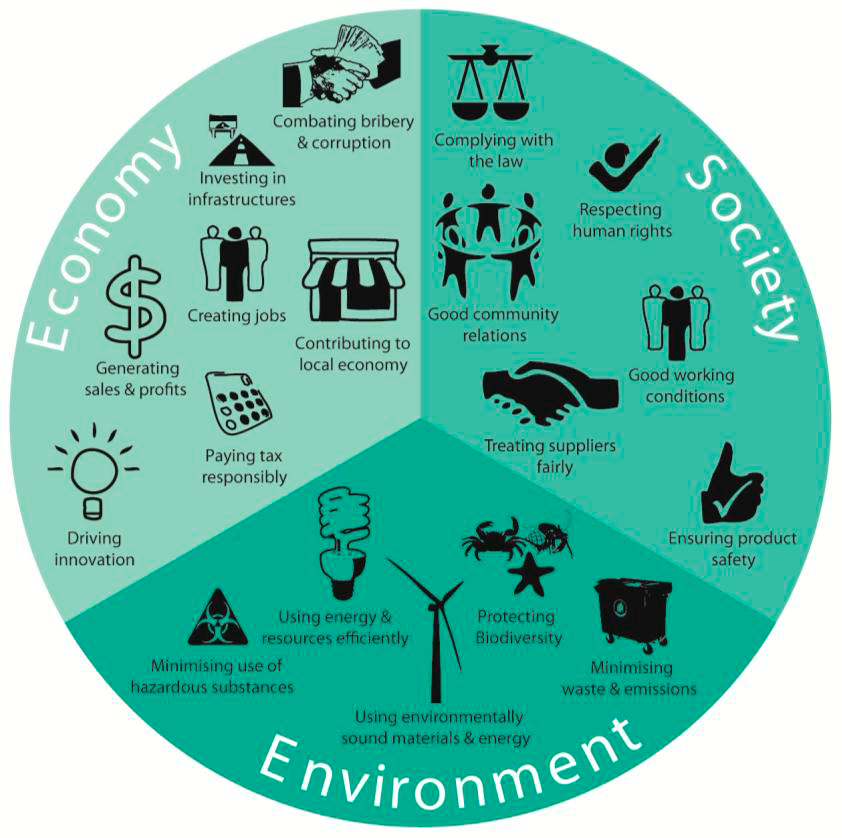 Economy
Combating bribery
& corruption
Investing in
infrastructures
Creating jobs
Contributing to
local economy
Generating
sales & profits
Paying tax
responsibly
Driving
innovation
Society
Complying with
the law
Respecting
human rights
Good community
relations
Good working
conditions
Treating suppliers
fairly
Ensuring product
safety
Environment
Using energy &
resources efficiently
Protecting
Biodiversity
Minimising use of
hazardous substances
Minimising
waste & emissions
Using environmentally
sound materials & energy